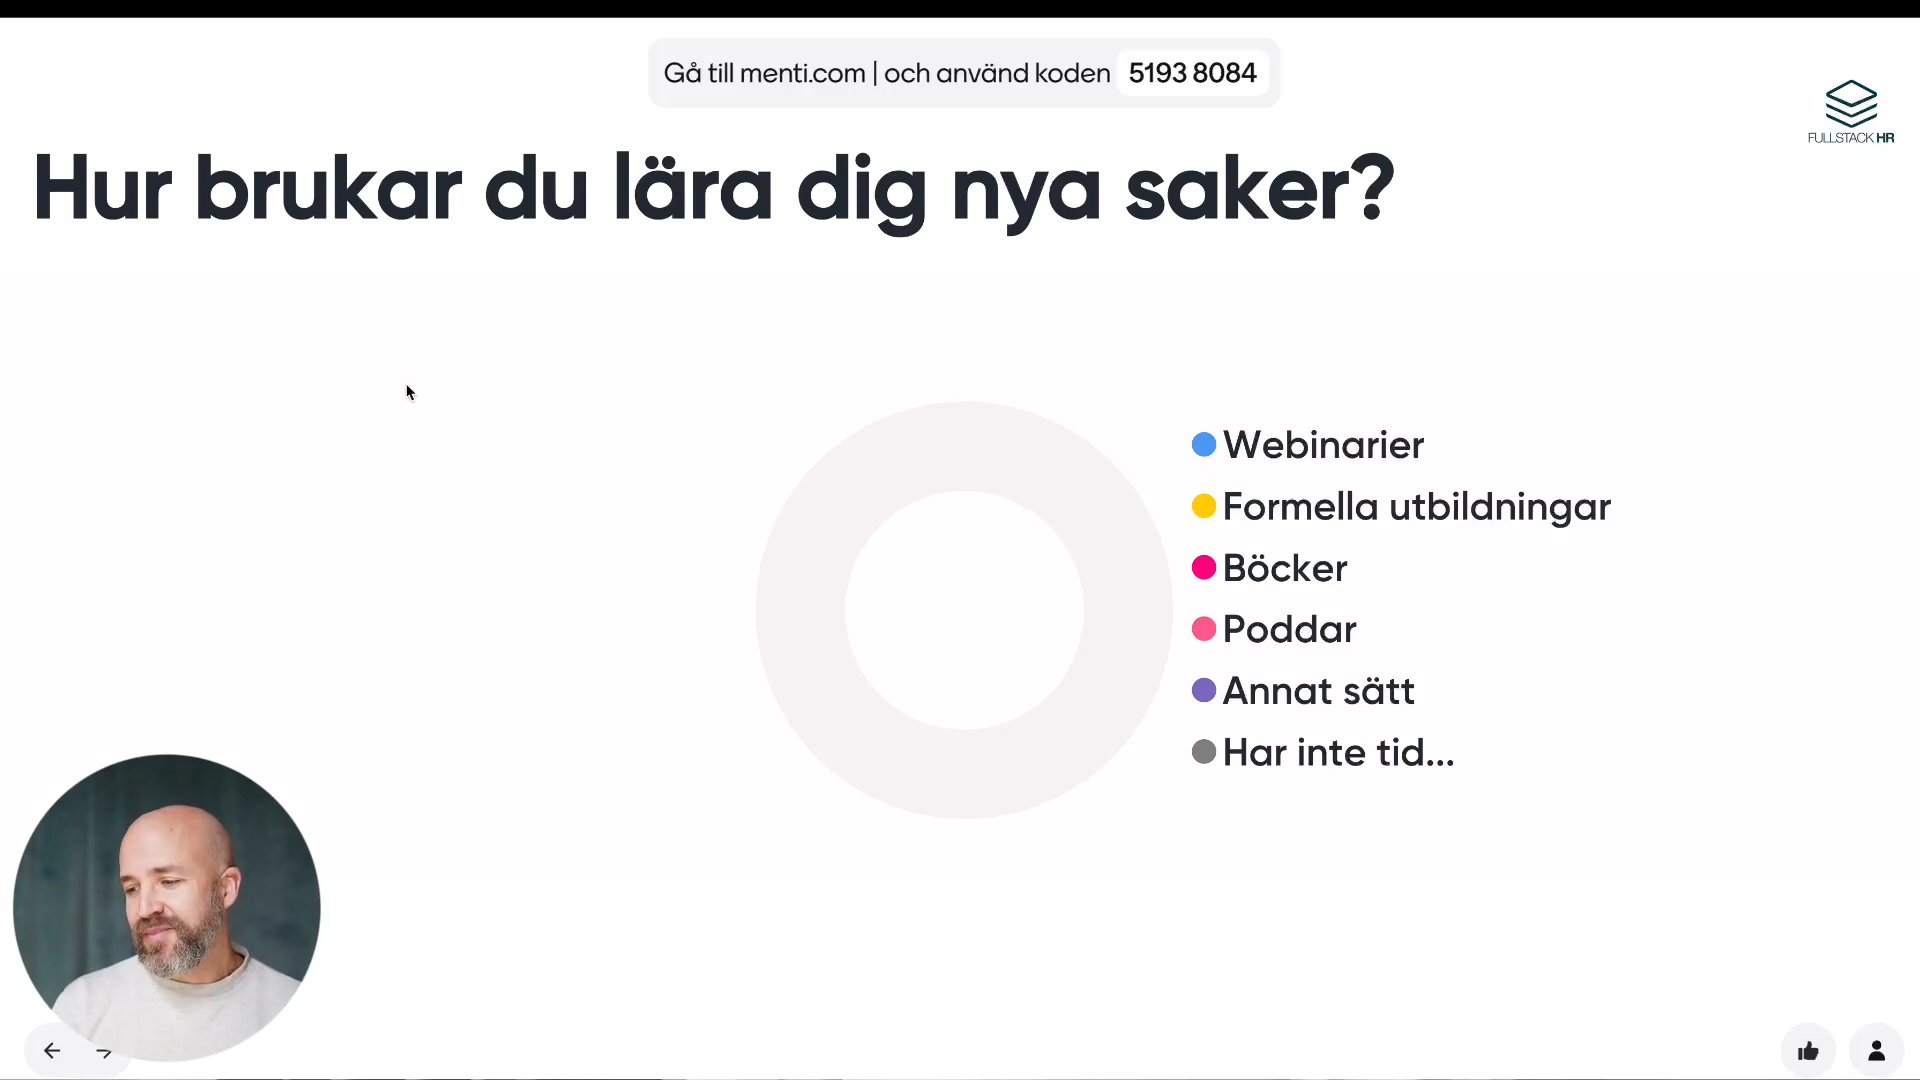 Gå till menti.com | och använd koden 5193 8084
FULLSTACK HR
Hur brukar du lära dig nya saker?
Webinarier
Formella utbildningar
Böcker
Poddar
Annat sätt
Har inte tid...